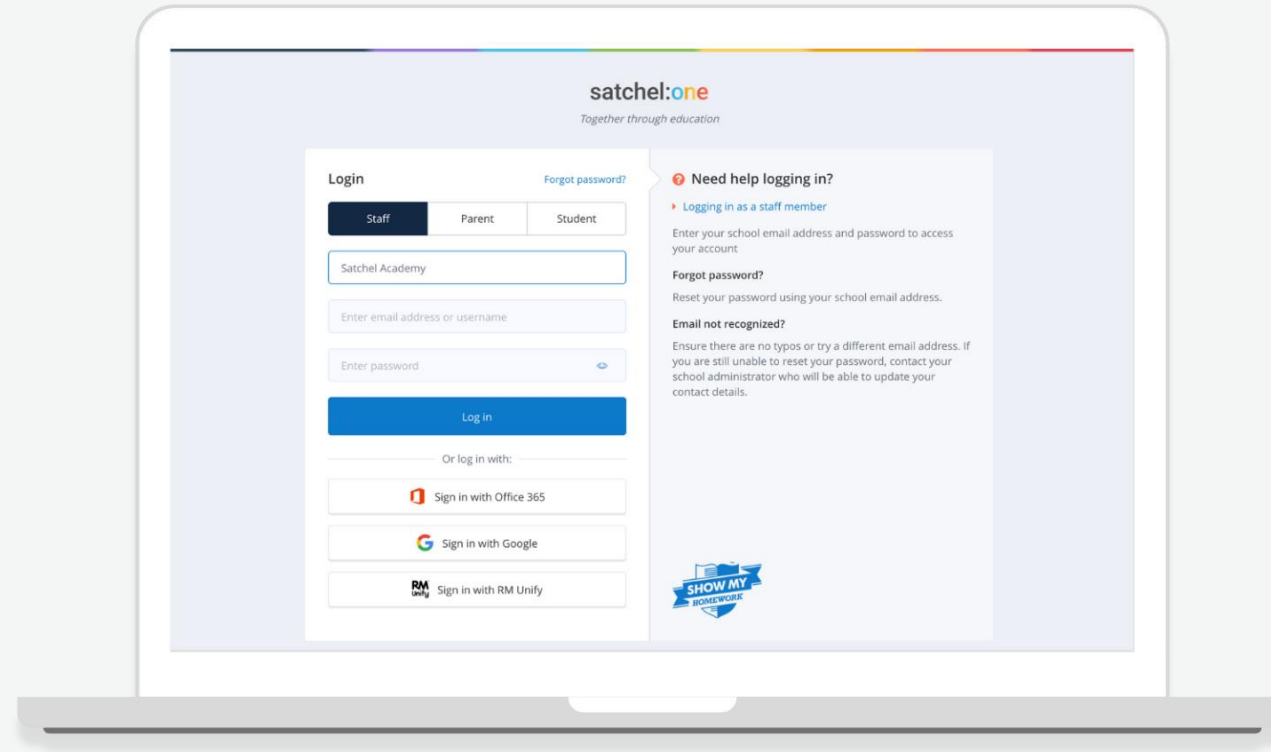 satchel:one
Together through education
Login
Forgot password?
Staff
Parent
Student
Satchel Academy
Enter email address or username
Enter password
Log in
Or log in with:
Sign in with Office 365
Sign in with Google
RM Unify
Sign in with RM Unify
Need help logging in?
Logging in as a staff member
Enter your school email address and password to access
your account
Forgot password?
Reset your password using your school email address.
Email not recognized?
Ensure there are no typos or try a different email address. If
you are still unable to reset your password, contact your
school administrator who will be able to update your
contact details.
SHOW MY
HOMEWORK